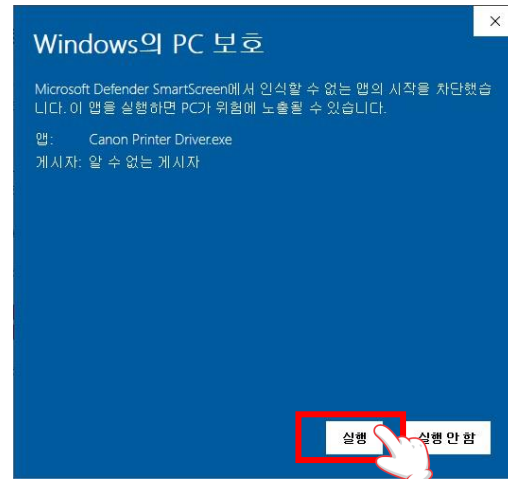 Windows의 PC 보호
Microsoft Defender SmartScreen에서 인식할 수 없는 앱의 시작을 차단했습
니다. 이 앱을 실행하면 PC가 위험에 노출될 수 있습니다.
앱: Canon Printer Driver.exe
게시자: 알 수 없는 게시자
실행 실행 안 함